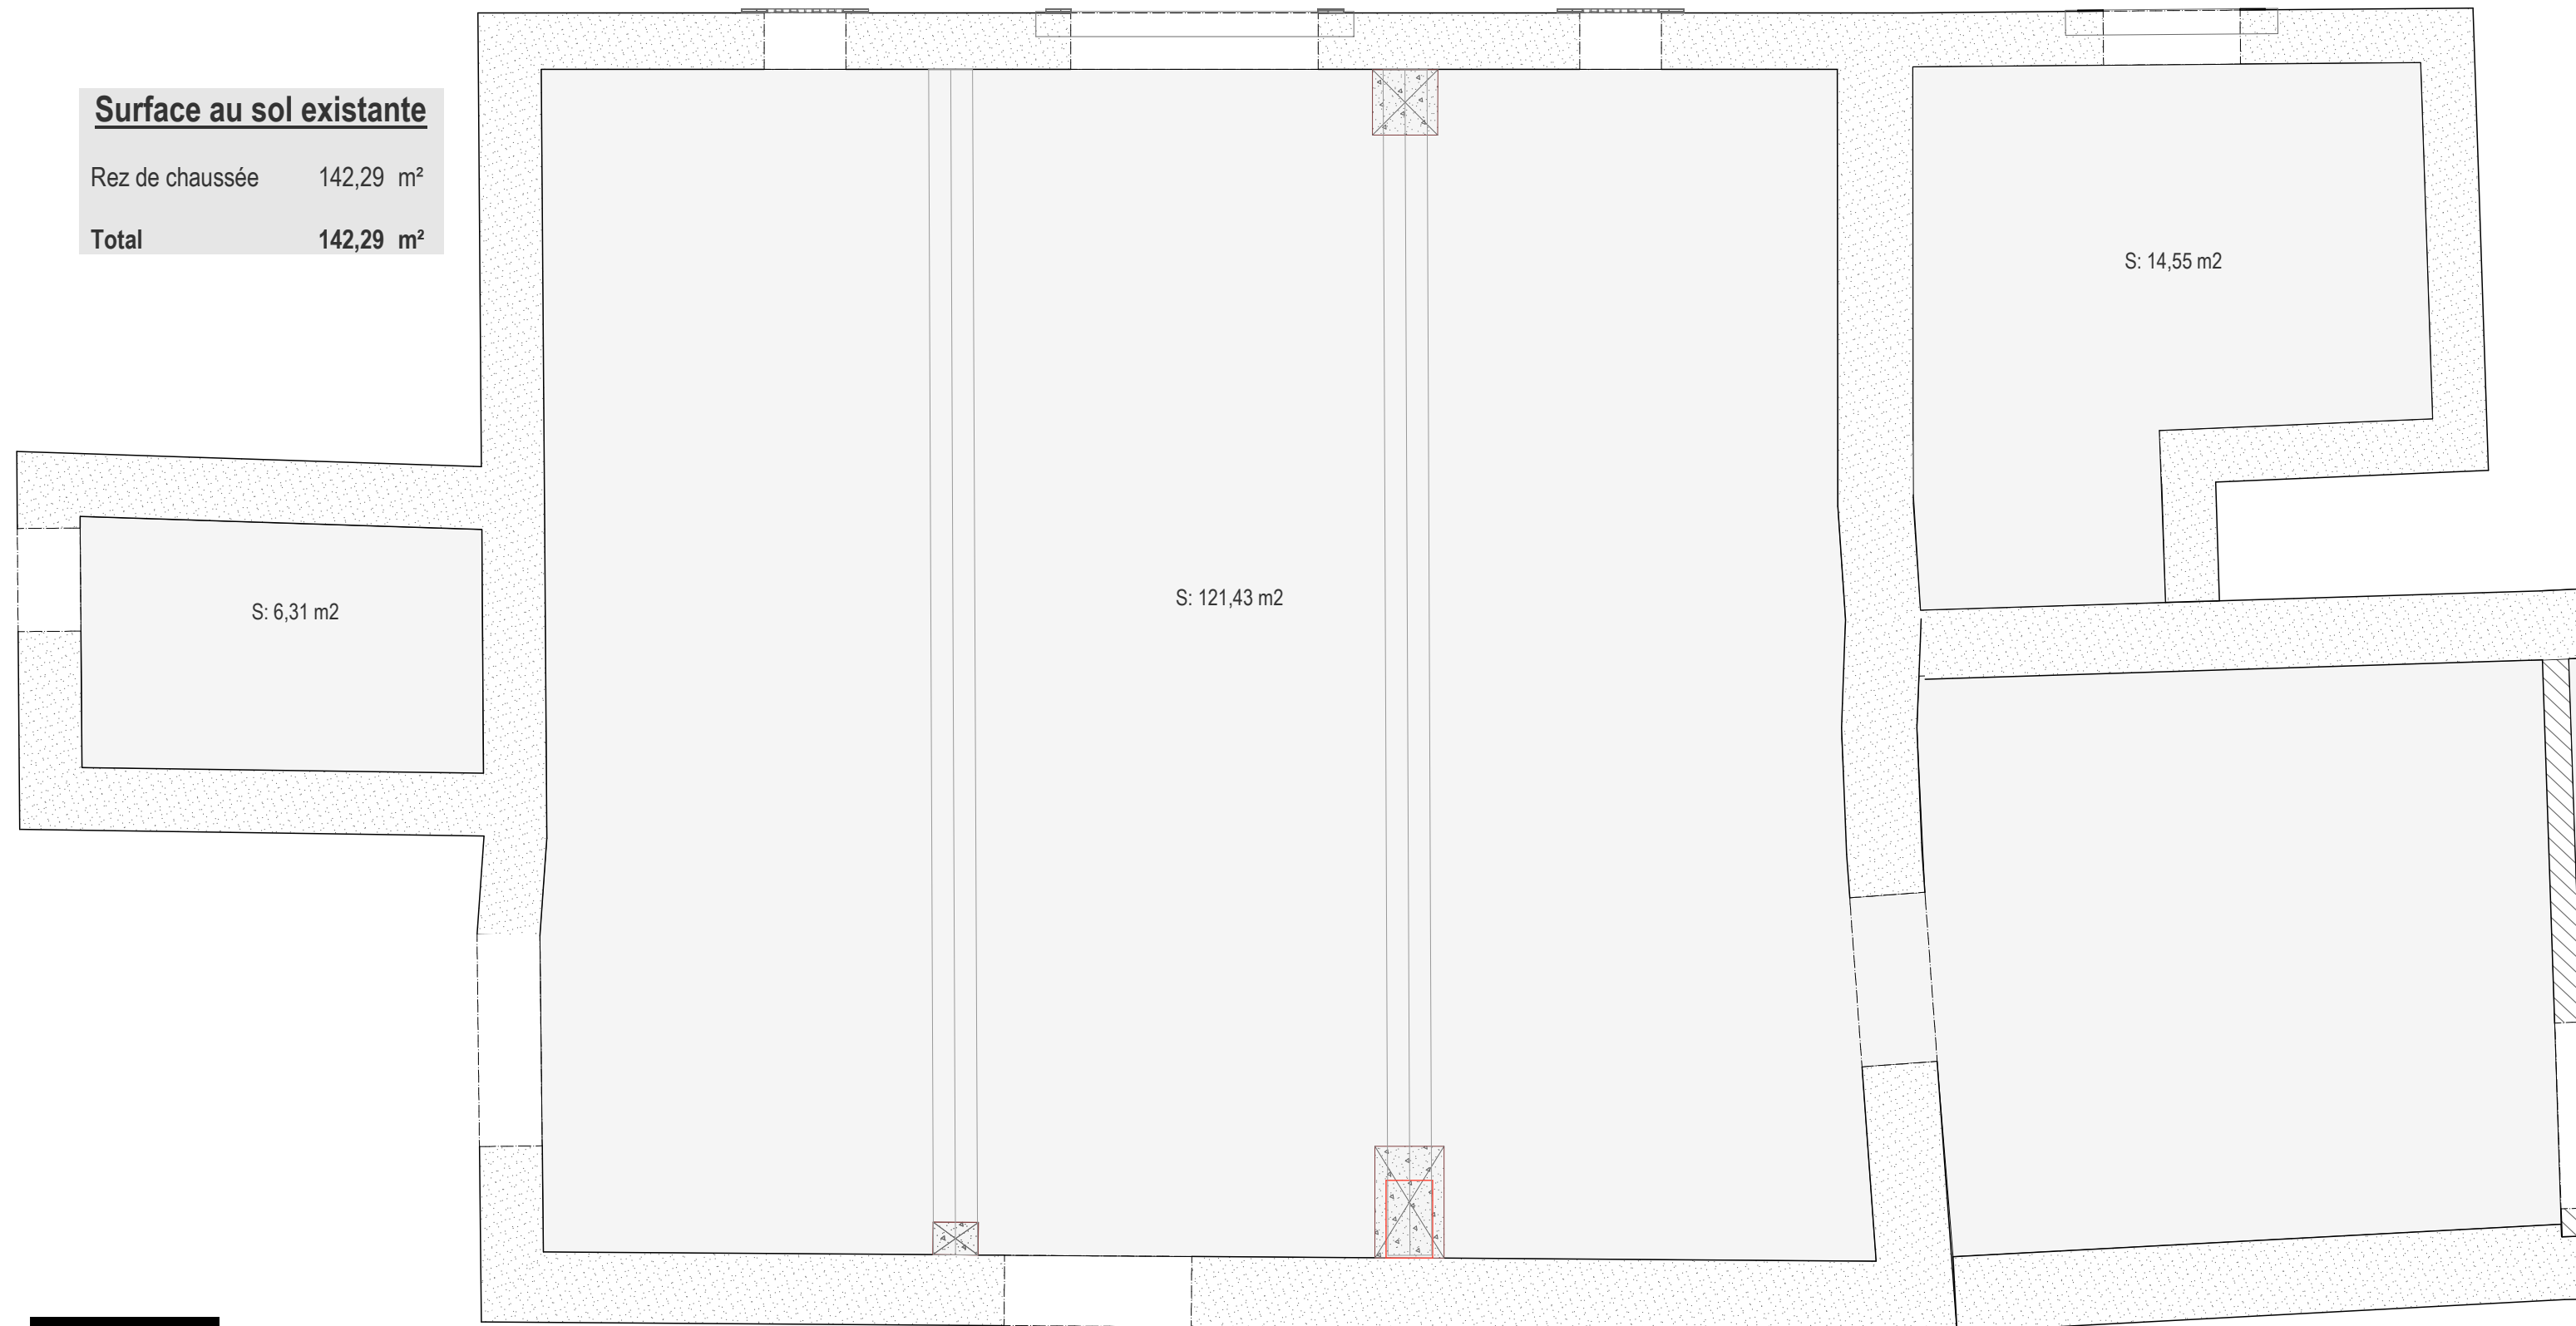 Surface au sol existante
Rez de chaussée 142,29 m²
Total 142,29 m²
S: 14,55 m2
S: 121,43 m2
S: 6,31 m2